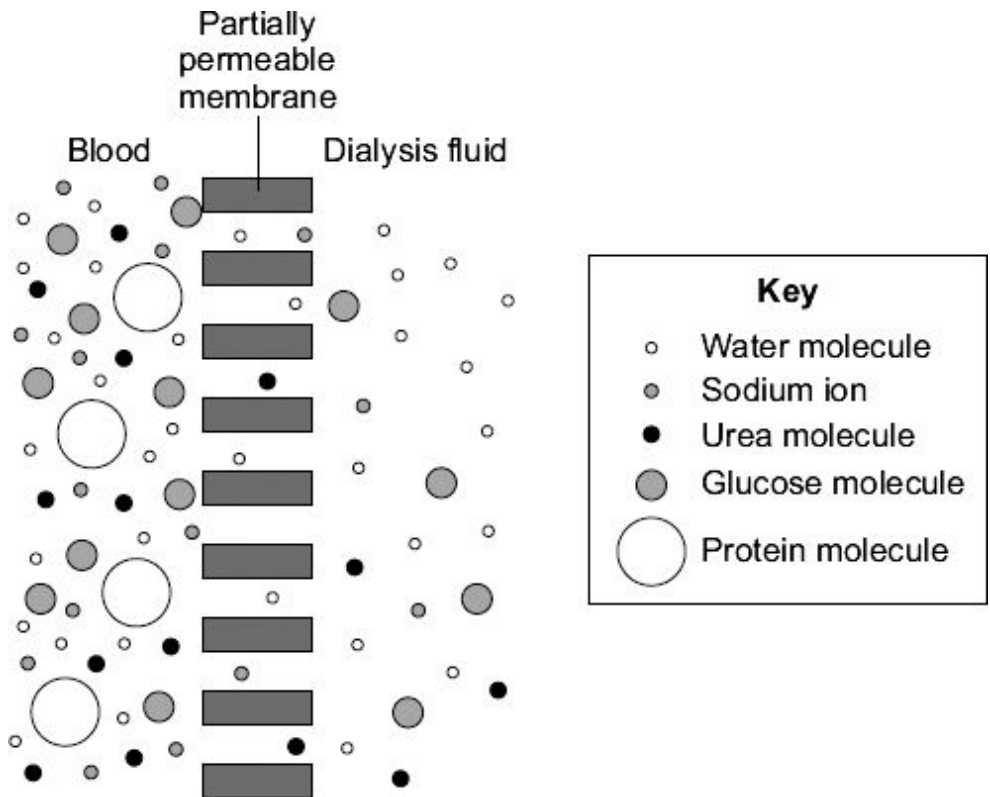 Partially
permeable
membrane
Blood
Dialysis fluid
Key
Water molecule
Sodium ion
Urea molecule
Glucose molecule
Protein molecule